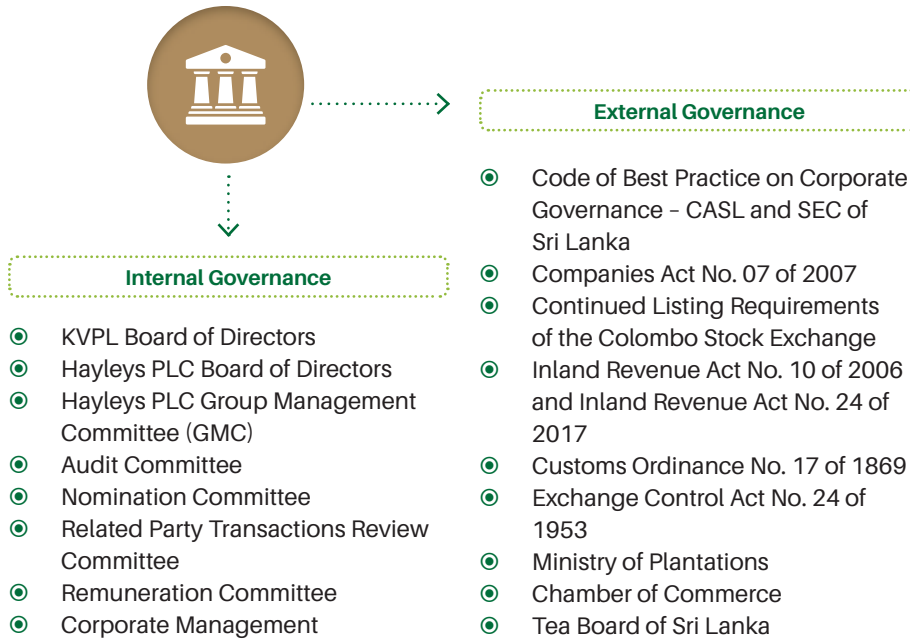 External Governance
Code of Best Practice on Corporate
Governance – CASL and SEC of
Sri Lanka
Companies Act No. 07 of 2007
Continued Listing Requirements
of the Colombo Stock Exchange
Inland Revenue Act No. 10 of 2006
and Inland Revenue Act No. 24 of
2017
Customs Ordinance No. 17 of 1869
Exchange Control Act No. 24 of
1953
Ministry of Plantations
Chamber of Commerce
Tea Board of Sri Lanka
Internal Governance
KVPL Board of Directors
Hayleys PLC Board of Directors
Hayleys PLC Group Management
Committee (GMC)
Audit Committee
Nomination Committee
Related Party Transactions Review
Committee
Remuneration Committee
Corporate Management